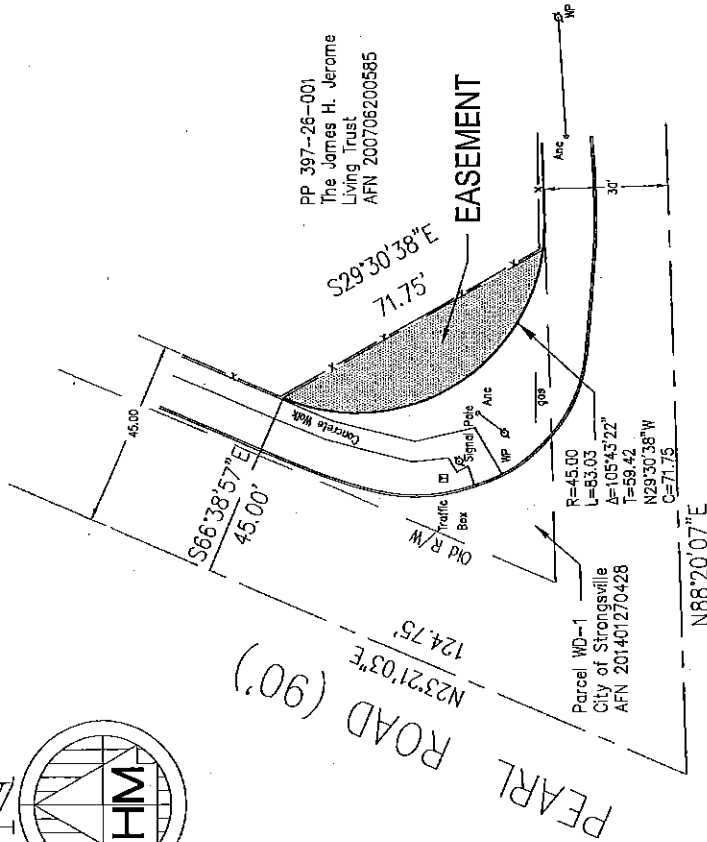 WP
PP 397-26-001
The James H. Jerome
Living Trust
AFN 200706200585
EASEMENT
Anc
30'
S29°30'38"E
71.75'
45.00
Concrete Walk
S66°38'57"E
45.00'
Signal Pole
Anc
WP
gas
Traffic
Box
Old R/W
R=45.00
L=83.03
Δ=105°43'22"
T=59.42
N29°30'38"W
C=71.75
Parcel WD-1
City of Strongsville
AFN 201401270428
N88°20'07"E
N23°21'03"E
124.75'
PEARL ROAD (90')
HM